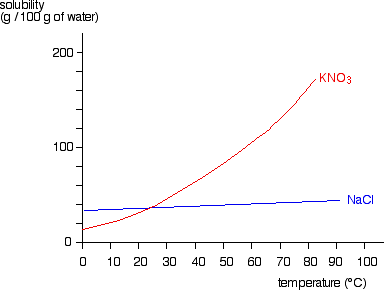 solubility
(g / 100 g of water)
200
KNO₃
100
NaCl
0
0 10 20 30 40 50 60 70 80 90 100
temperature (°C)